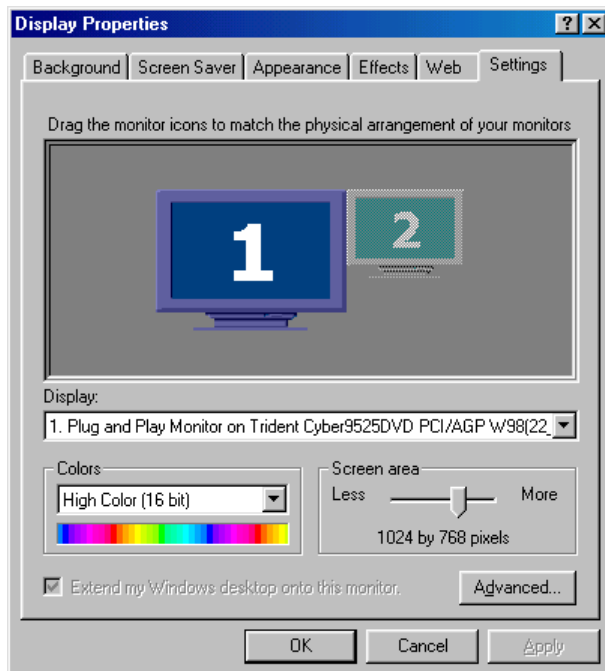 Display Properties
Background Screen Saver Appearance Effects Web Settings
Drag the monitor icons to match the physical arrangement of your monitors
1 2
Display:
1. Plug and Play Monitor on Trident Cyber9525DVD PCI/AGP W98(22_
Colors
High Color (16 bit)
Screen area
Less More
1024 by 768 pixels
Extend my Windows desktop onto this monitor.
Advanced...
OK Cancel Apply